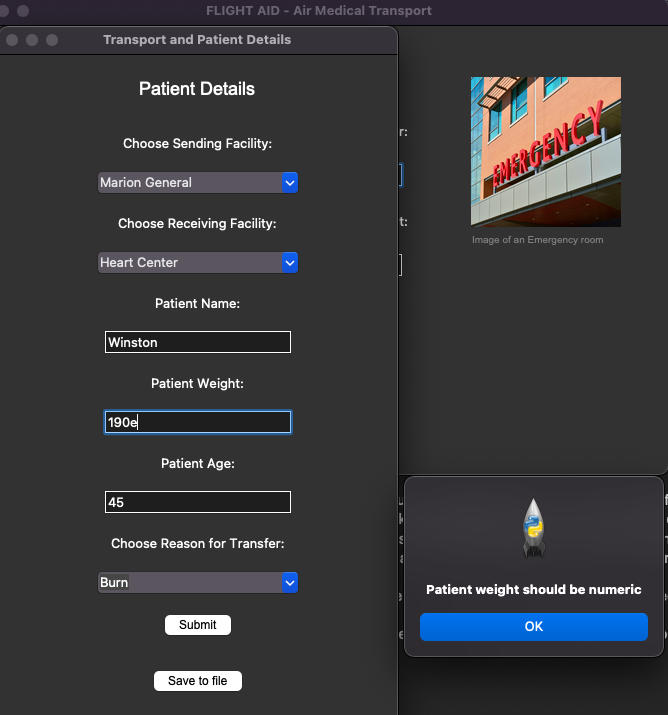 FLIGHT AID - Air Medical Transport
Transport and Patient Details
Patient Details
Choose Sending Facility:
Marion General
Choose Receiving Facility:
Heart Center
Patient Name:
Winston
Patient Weight:
190e
Patient Age:
45
Choose Reason for Transfer:
Burn
Submit
Save to file
r:
t:
EMERGENCY
Image of an Emergency room
Patient weight should be numeric
OK